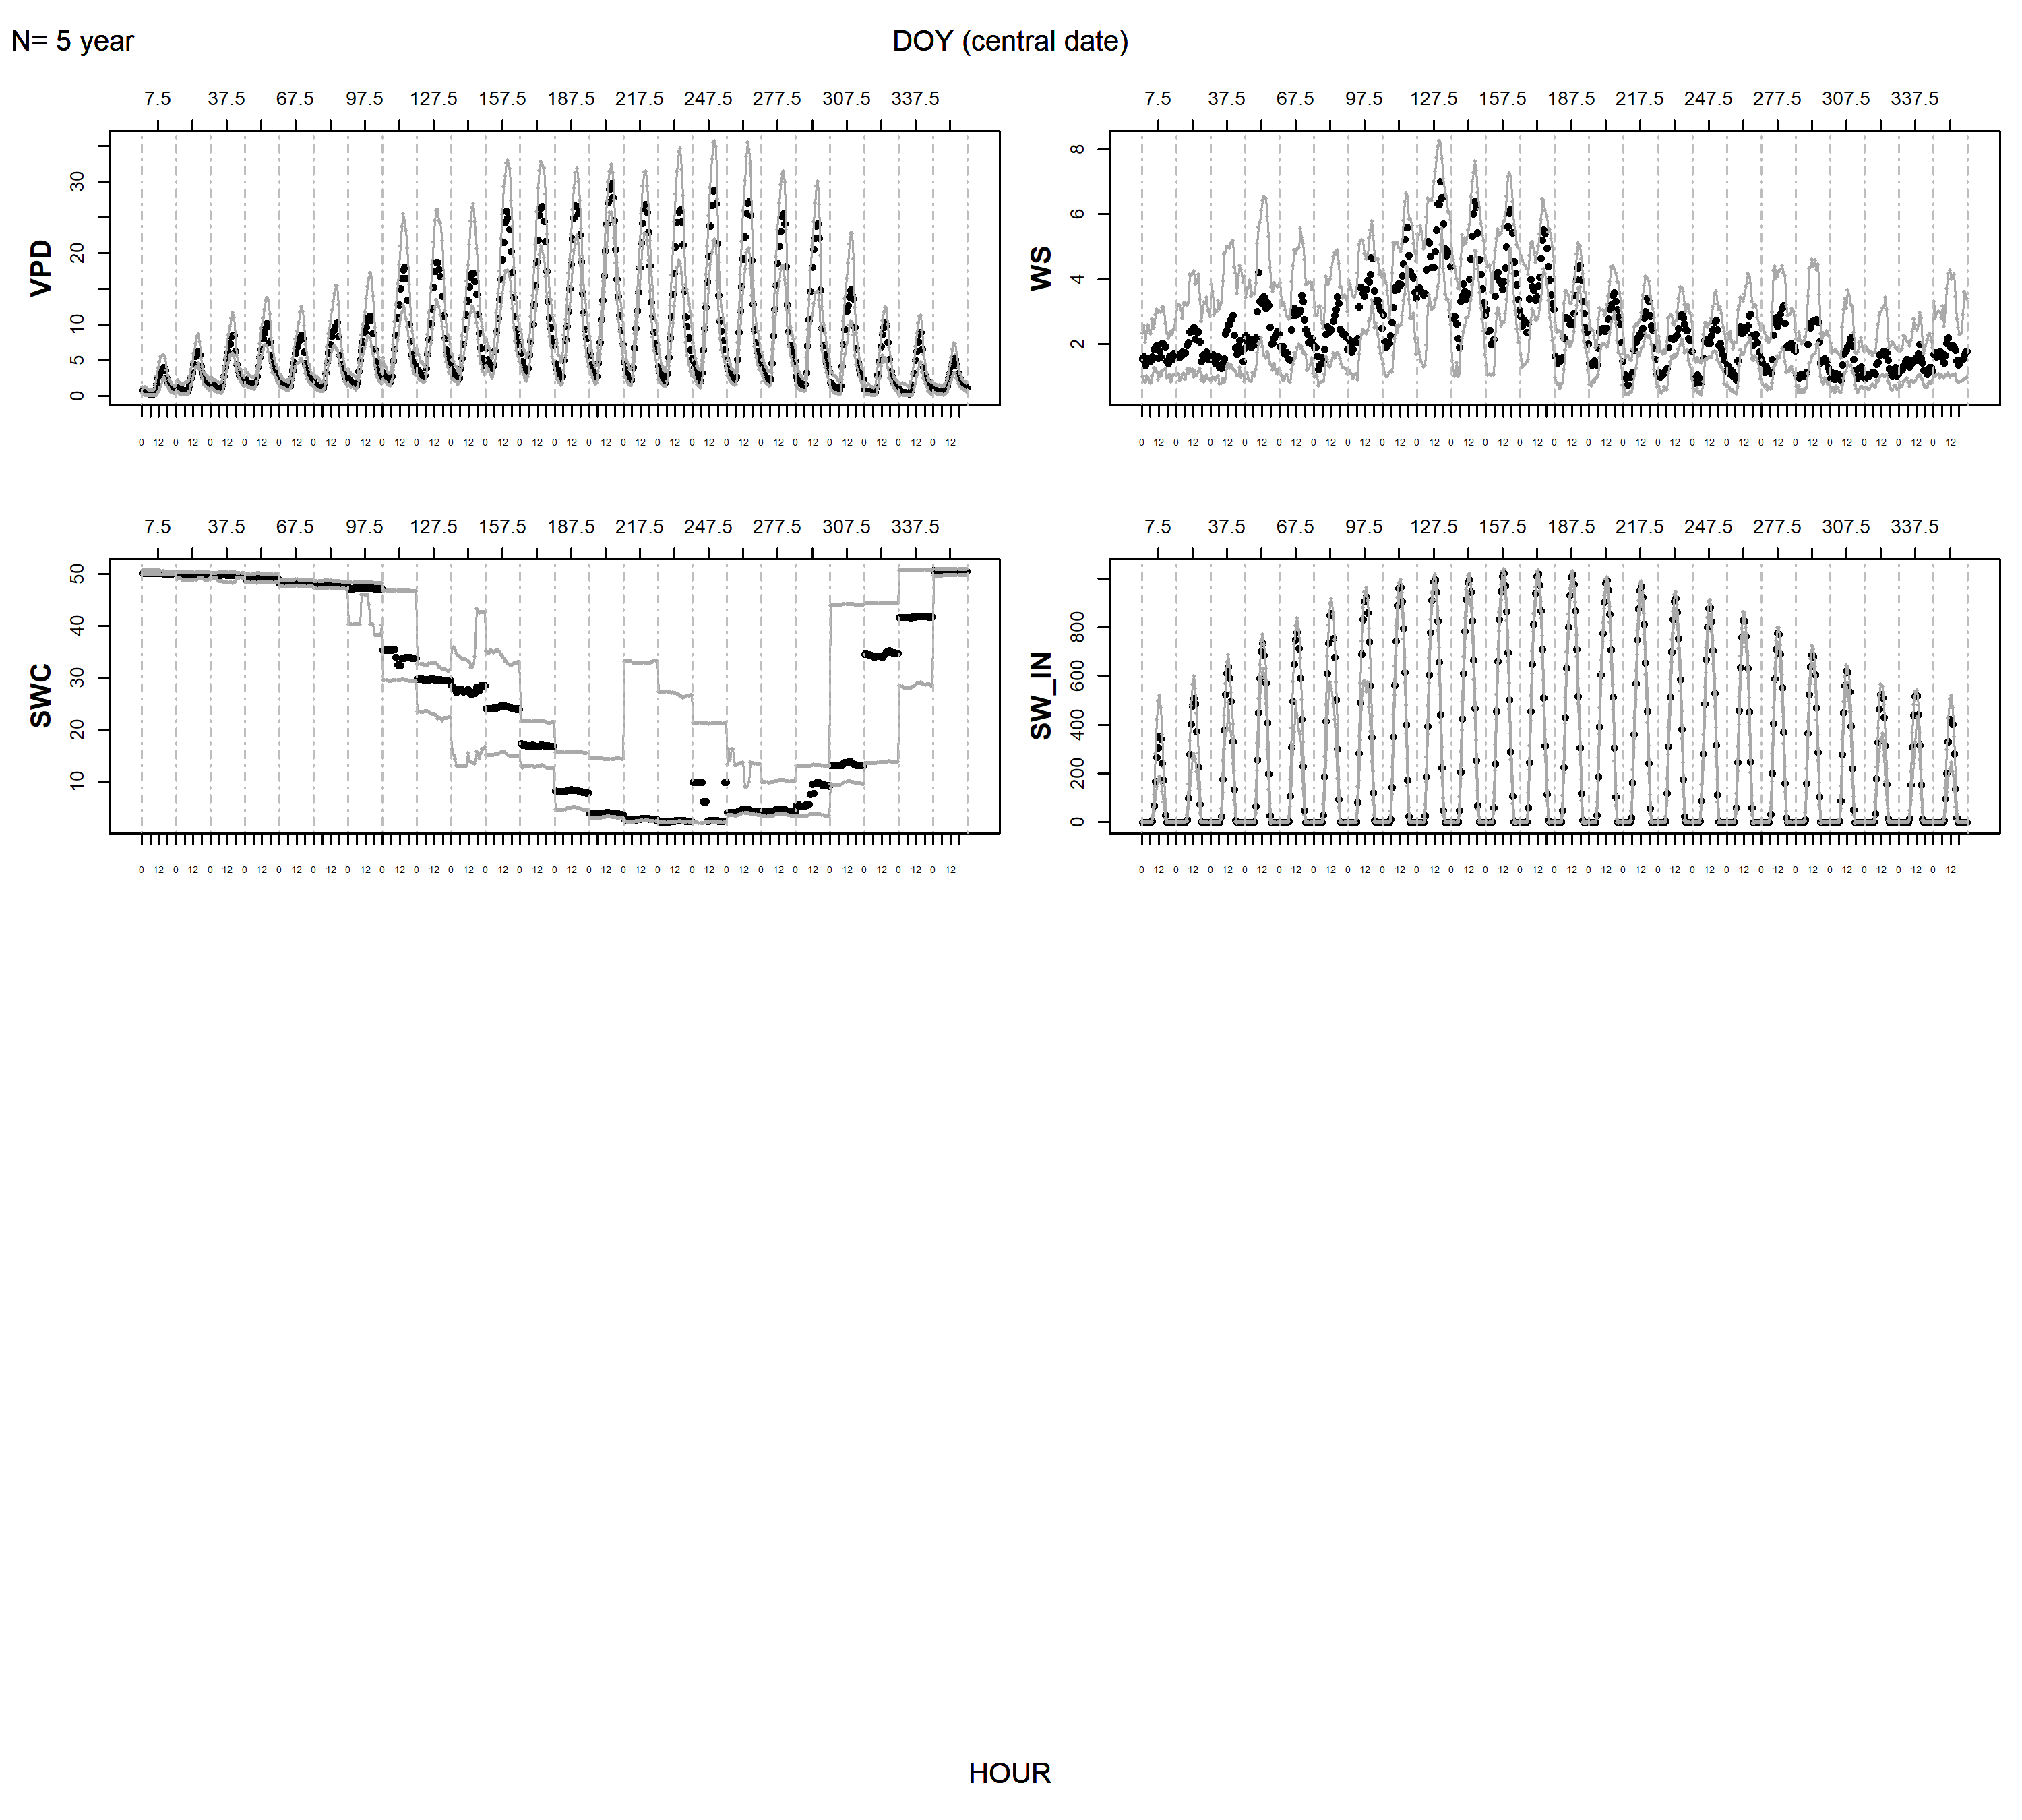 N= 5 year
DOY (central date)
7.5 37.5 67.5 97.5 127.5 157.5 187.5 217.5 247.5 277.5 307.5 337.5
VPD
0 5 10 20 30
0 12 0 12 0 12 0 12 0 12 0 12 0 12 0 12 0 12 0 12 0 12 0 12 0 12 0 12 0 12 0 12 0 12 0 12 0 12 0 12 0 12 0 12 0 12 0 12
7.5 37.5 67.5 97.5 127.5 157.5 187.5 217.5 247.5 277.5 307.5 337.5
WS
2 4 6 8
0 12 0 12 0 12 0 12 0 12 0 12 0 12 0 12 0 12 0 12 0 12 0 12 0 12 0 12 0 12 0 12 0 12 0 12 0 12 0 12 0 12 0 12 0 12 0 12
7.5 37.5 67.5 97.5 127.5 157.5 187.5 217.5 247.5 277.5 307.5 337.5
SWC
10 20 30 40 50
0 12 0 12 0 12 0 12 0 12 0 12 0 12 0 12 0 12 0 12 0 12 0 12 0 12 0 12 0 12 0 12 0 12 0 12 0 12 0 12 0 12 0 12 0 12 0 12
7.5 37.5 67.5 97.5 127.5 157.5 187.5 217.5 247.5 277.5 307.5 337.5
SW_IN
0 200 400 600 800
0 12 0 12 0 12 0 12 0 12 0 12 0 12 0 12 0 12 0 12 0 12 0 12 0 12 0 12 0 12 0 12 0 12 0 12 0 12 0 12 0 12 0 12 0 12 0 12
HOUR